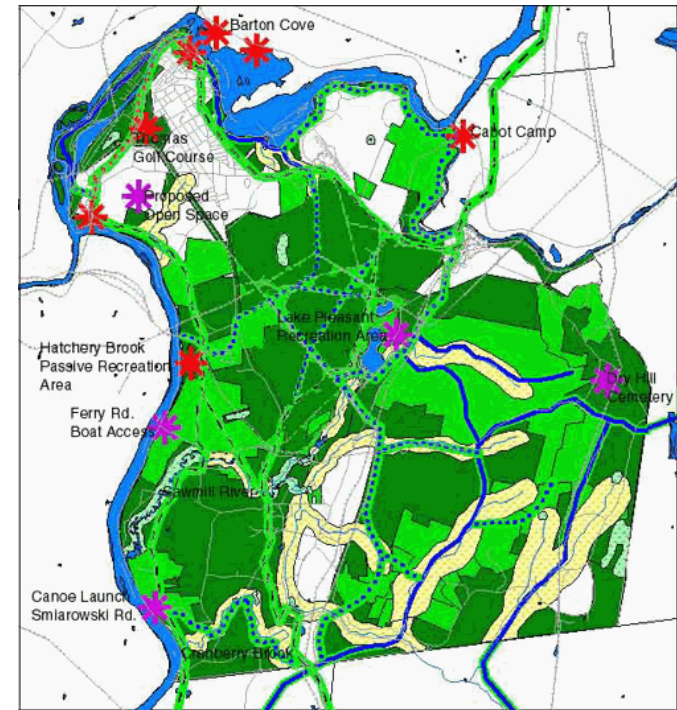 Barton Cove
Cabot Camp
Thomas
Golf Course
Proposed
Open Space
Lake Pleasant
Recreation Area
Hatchery Brook
Passive Recreation
Area
Dry Hill
Cemetery
Ferry Rd.
Boat Access
Sawmill River
Canoe Launch
Smiarowski Rd.
Cranberry Brook